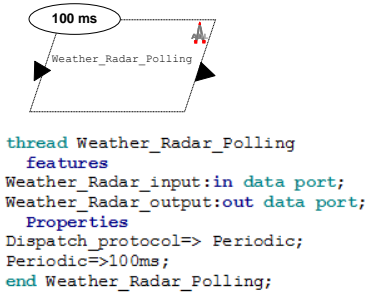 100 ms
Weather_Radar_Polling
thread Weather_Radar_Polling
features
Weather_Radar_input:in data port;
Weather_Radar_output:out data port;
Properties
Dispatch_protocol=> Periodic;
Periodic=>100ms;
end Weather_Radar_Polling;